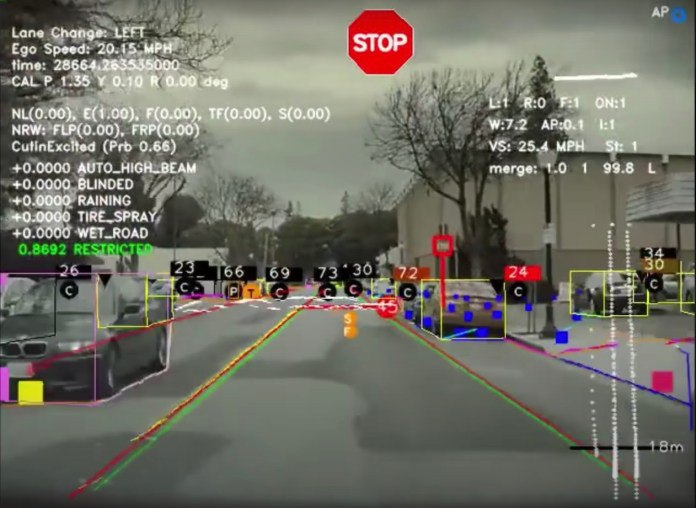 AP
STOP
Lane Change: LEFT
Ego Speed: 20.15 MPH
time: 28664.263535000
CAL P 1.35 Y 0.10 R 0.00 deg
NL(0.00), E(1.00), F(0.00), TF(0.00), S(0.00)
NRW: FLP(0.00), FRP(0.00)
CutinExcited (Prb 0.66)
+0.0000 AUTO_HIGH_BEAM
+0.0000 BLINDED
+0.0000 RAINING
+0.0000 TIRE_SPRAY
+0.0000 WET_ROAD
0.8692 RESTRICTED
L:1 R:0 F:1 ON:1
W:7.2 AP:0.1 I:1
VS: 25.4 MPH St: 1
merge: 1.0 1 99.8 L
26
23
66
69
73
130
72
24
34
30
C
C
P
T
C
C
C
C
C
C
45
S
18m